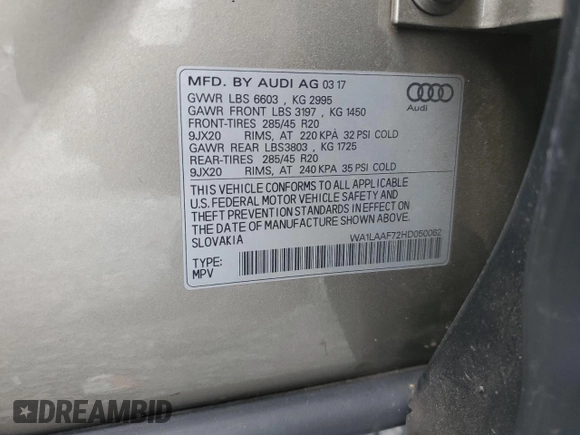 MFD. BY AUDI AG 03 17
GVWR LBS 6603 , KG 2995
GAWR FRONT LBS 3197 , KG 1450
FRONT-TIRES 285/45 R20
9JX20 RIMS, AT 220 KPA 32 PSI COLD
GAWR REAR LBS3803 , KG 1725
REAR-TIRES 285/45 R20
9JX20 RIMS, AT 240 KPA 35 PSI COLD
THIS VEHICLE CONFORMS TO ALL APPLICABLE
U.S. FEDERAL MOTOR VEHICLE SAFETY AND
THEFT PREVENTION STANDARDS IN EFFECT ON
THE DATE OF MANUFACTURE SHOWN ABOVE.
SLOVAKIA WA1LAAF72HD050062
TYPE:
MPV
Audi
DREAMBID